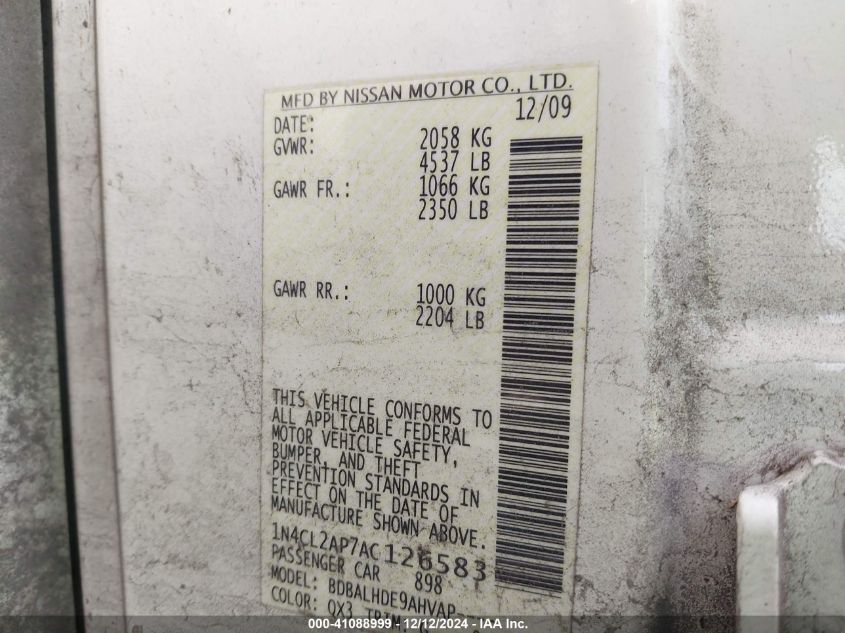 MFD BY NISSAN MOTOR CO., LTD.
DATE: 12/09
GVWR: 2058 KG
4537 LB
GAWR FR.: 1066 KG
2350 LB
GAWR RR.: 1000 KG
2204 LB
THIS VEHICLE CONFORMS TO
ALL APPLICABLE FEDERAL
MOTOR VEHICLE SAFETY,
BUMPER, AND THEFT
PREVENTION STANDARDS IN
EFFECT ON THE DATE OF
MANUFACTURE SHOWN ABOVE.
1N4CL2AP7AC126583
PASSENGER CAR 898
MODEL: BDBALHDE9AHVAP
COLOR: QX3
000-41088999 - 12/12/2024 - IAA Inc.